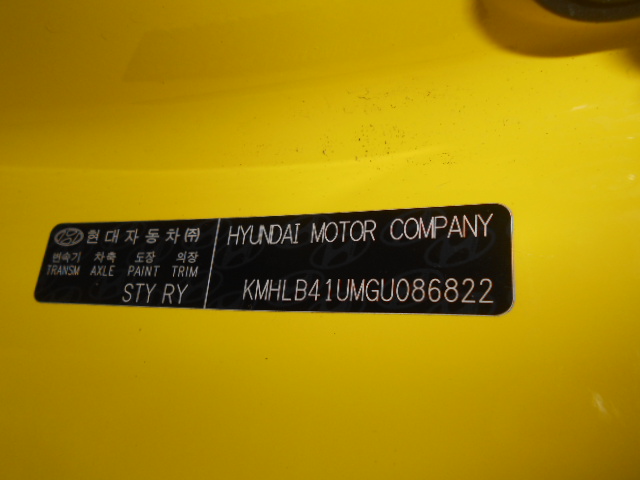 현대자동차㈜
변속기 차축 도장 의장
TRANSM AXLE PAINT TRIM
STY RY
HYUNDAI MOTOR COMPANY
KMHLB41UMGU086822